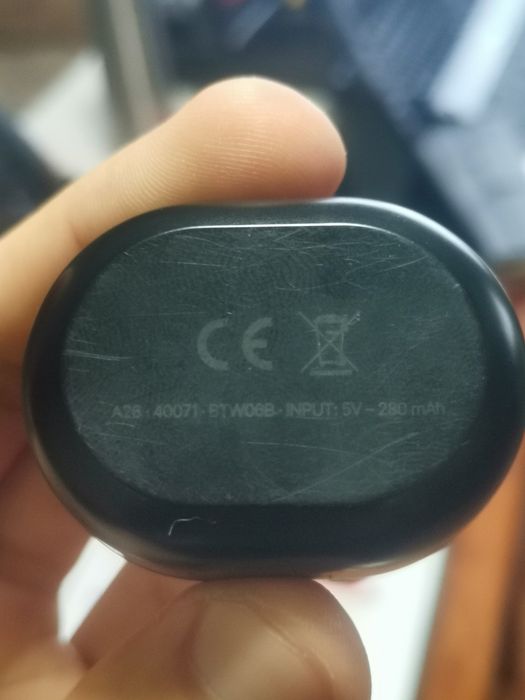 CE
A28 · 40071 · BTW08B · INPUT: 5V – 280 mAh